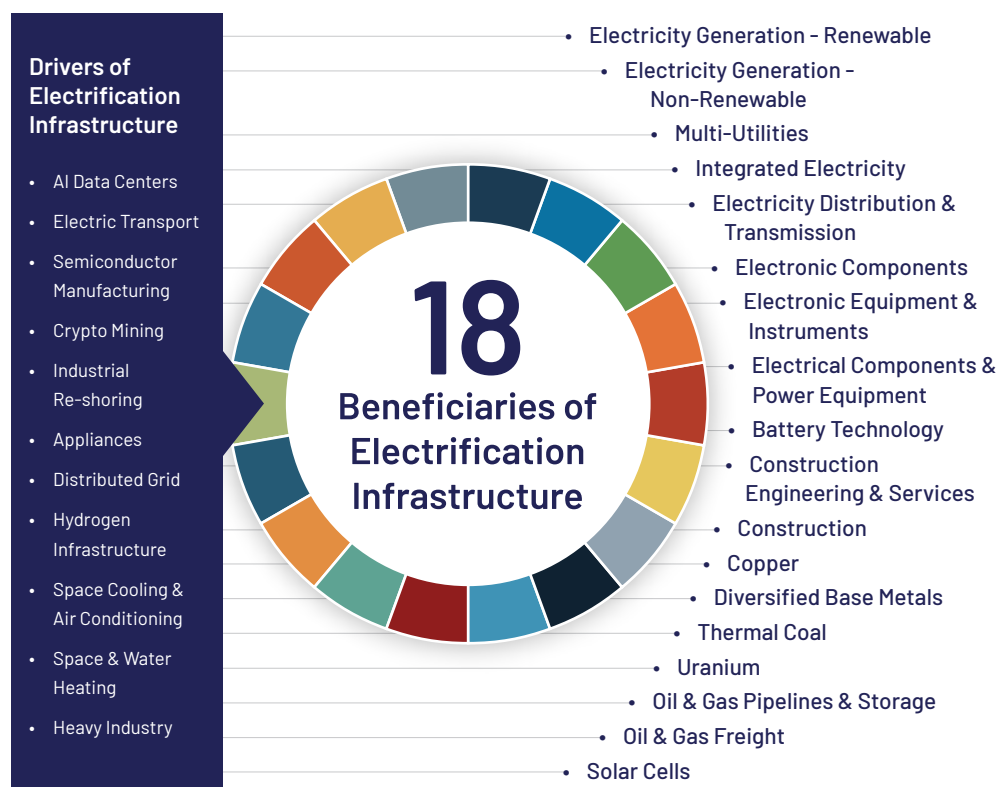 Drivers of
Electrification
Infrastructure
• AI Data Centers
• Electric Transport
• Semiconductor
Manufacturing
• Crypto Mining
• Industrial
Re-shoring
• Appliances
• Distributed Grid
• Hydrogen
Infrastructure
• Space Cooling &
Air Conditioning
• Space & Water
Heating
• Heavy Industry
18
Beneficiaries of
Electrification
Infrastructure
• Electricity Generation - Renewable
• Electricity Generation -
Non-Renewable
• Multi-Utilities
• Integrated Electricity
• Electricity Distribution &
Transmission
• Electronic Components
• Electronic Equipment &
Instruments
• Electrical Components &
Power Equipment
• Battery Technology
• Construction
Engineering & Services
• Construction
• Copper
• Diversified Base Metals
• Thermal Coal
• Uranium
• Oil & Gas Pipelines & Storage
• Oil & Gas Freight
• Solar Cells